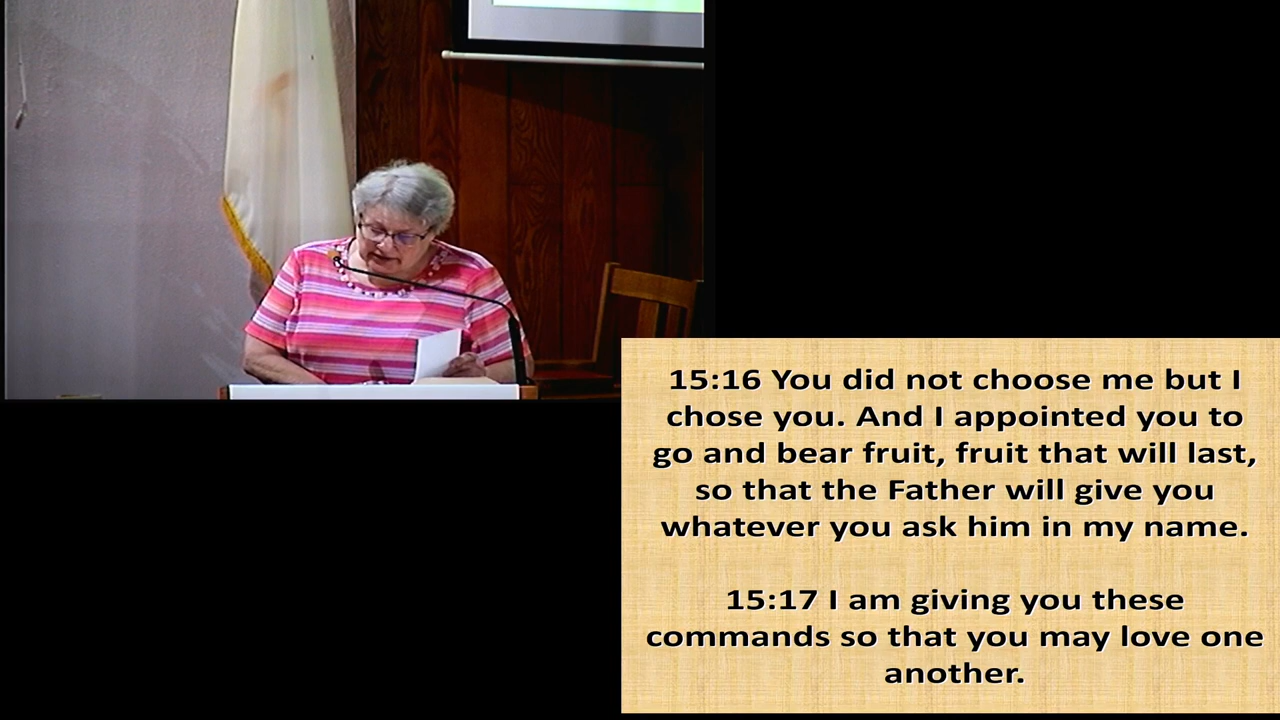 15:16 You did not choose me but I
chose you. And I appointed you to
go and bear fruit, fruit that will last,
so that the Father will give you
whatever you ask him in my name.
15:17 I am giving you these
commands so that you may love one
another.